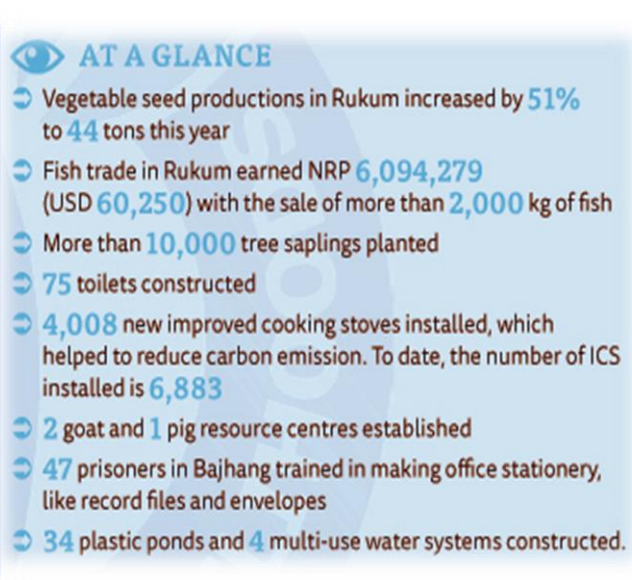 AT A GLANCE
Vegetable seed productions in Rukum increased by 51%
to 44 tons this year
Fish trade in Rukum earned NRP 6,094,279
(USD 60,250) with the sale of more than 2,000 kg of fish
More than 10,000 tree saplings planted
75 toilets constructed
4,008 new improved cooking stoves installed, which
helped to reduce carbon emission. To date, the number of ICS
installed is 6,883
2 goat and 1 pig resource centres established
47 prisoners in Bajhang trained in making office stationery,
like record files and envelopes
34 plastic ponds and 4 multi-use water systems constructed.